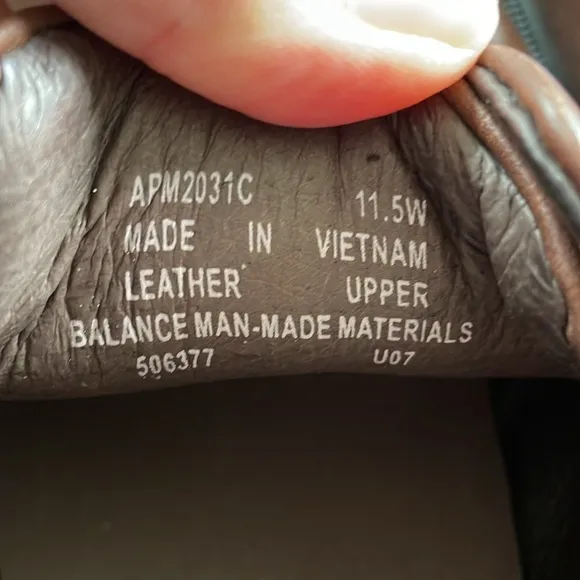 APM2031C 11.5W
MADE IN VIETNAM
LEATHER UPPER
BALANCE MAN-MADE MATERIALS
506377 U07